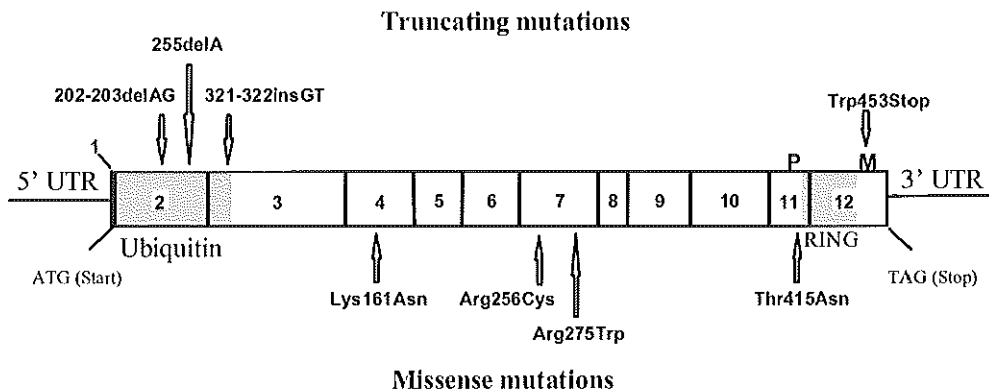 Truncating mutations
255delA
202-203delAG
321-322insGT
Trp453Stop
1
P
M
5' UTR
3' UTR
2
3
4
5
6
7
8
9
10
11
12
Ubiquitin
RING
ATG (Start)
TAG (Stop)
Lys161Asn
Arg256Cys
Thr415Asn
Arg275Trp
Missense mutations